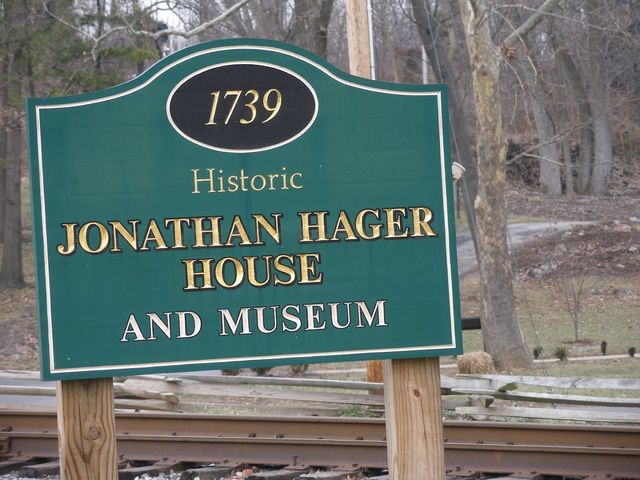 1739
Historic
JONATHAN HAGER
HOUSE
AND MUSEUM